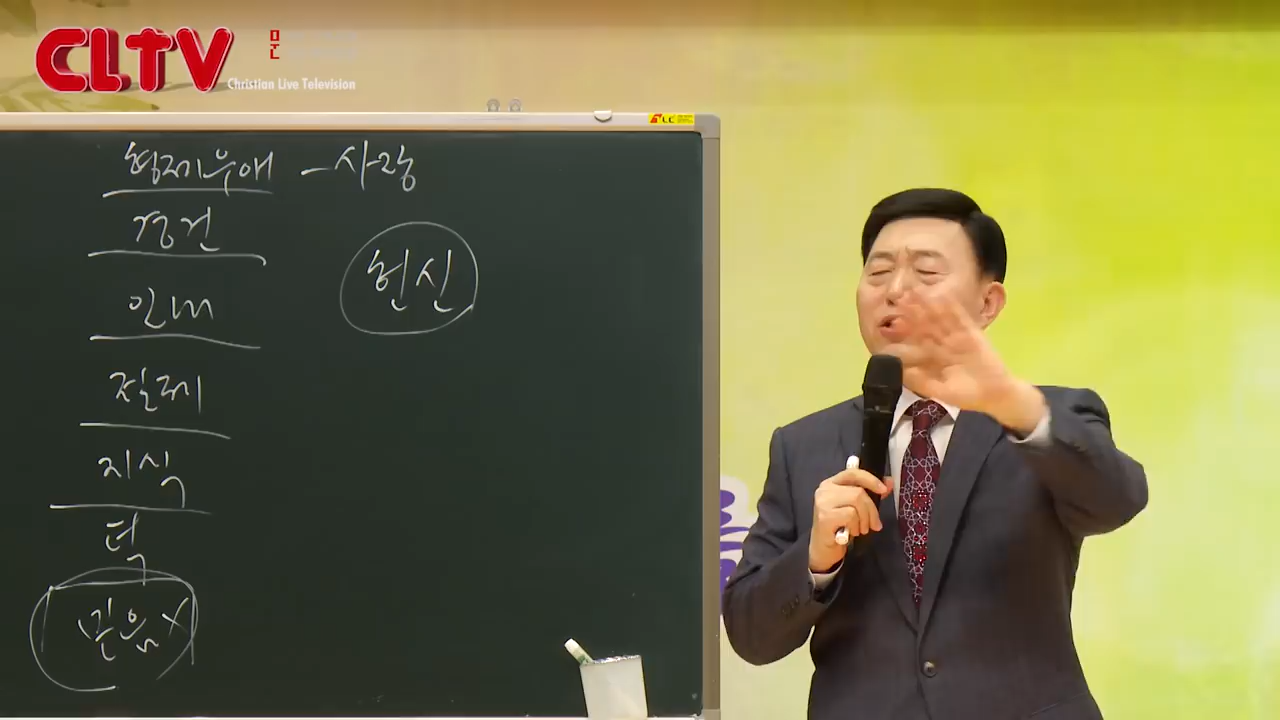 CLTV
Christian Live Television
형제우애 - 사랑
경건
헌신
인내
절제
지식
덕
믿음 X